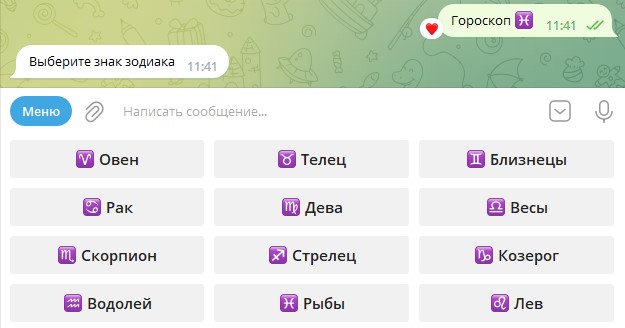 Гороскоп ♓ 11:41
Выберите знак зодиака 11:41
Меню Написать сообщение...
♈ Овен ♉ Телец ♊ Близнецы
♋ Рак ♍ Дева ♎ Весы
♏ Скорпион ♐ Стрелец ♑ Козерог
♒ Водолей ♓ Рыбы ♌ Лев